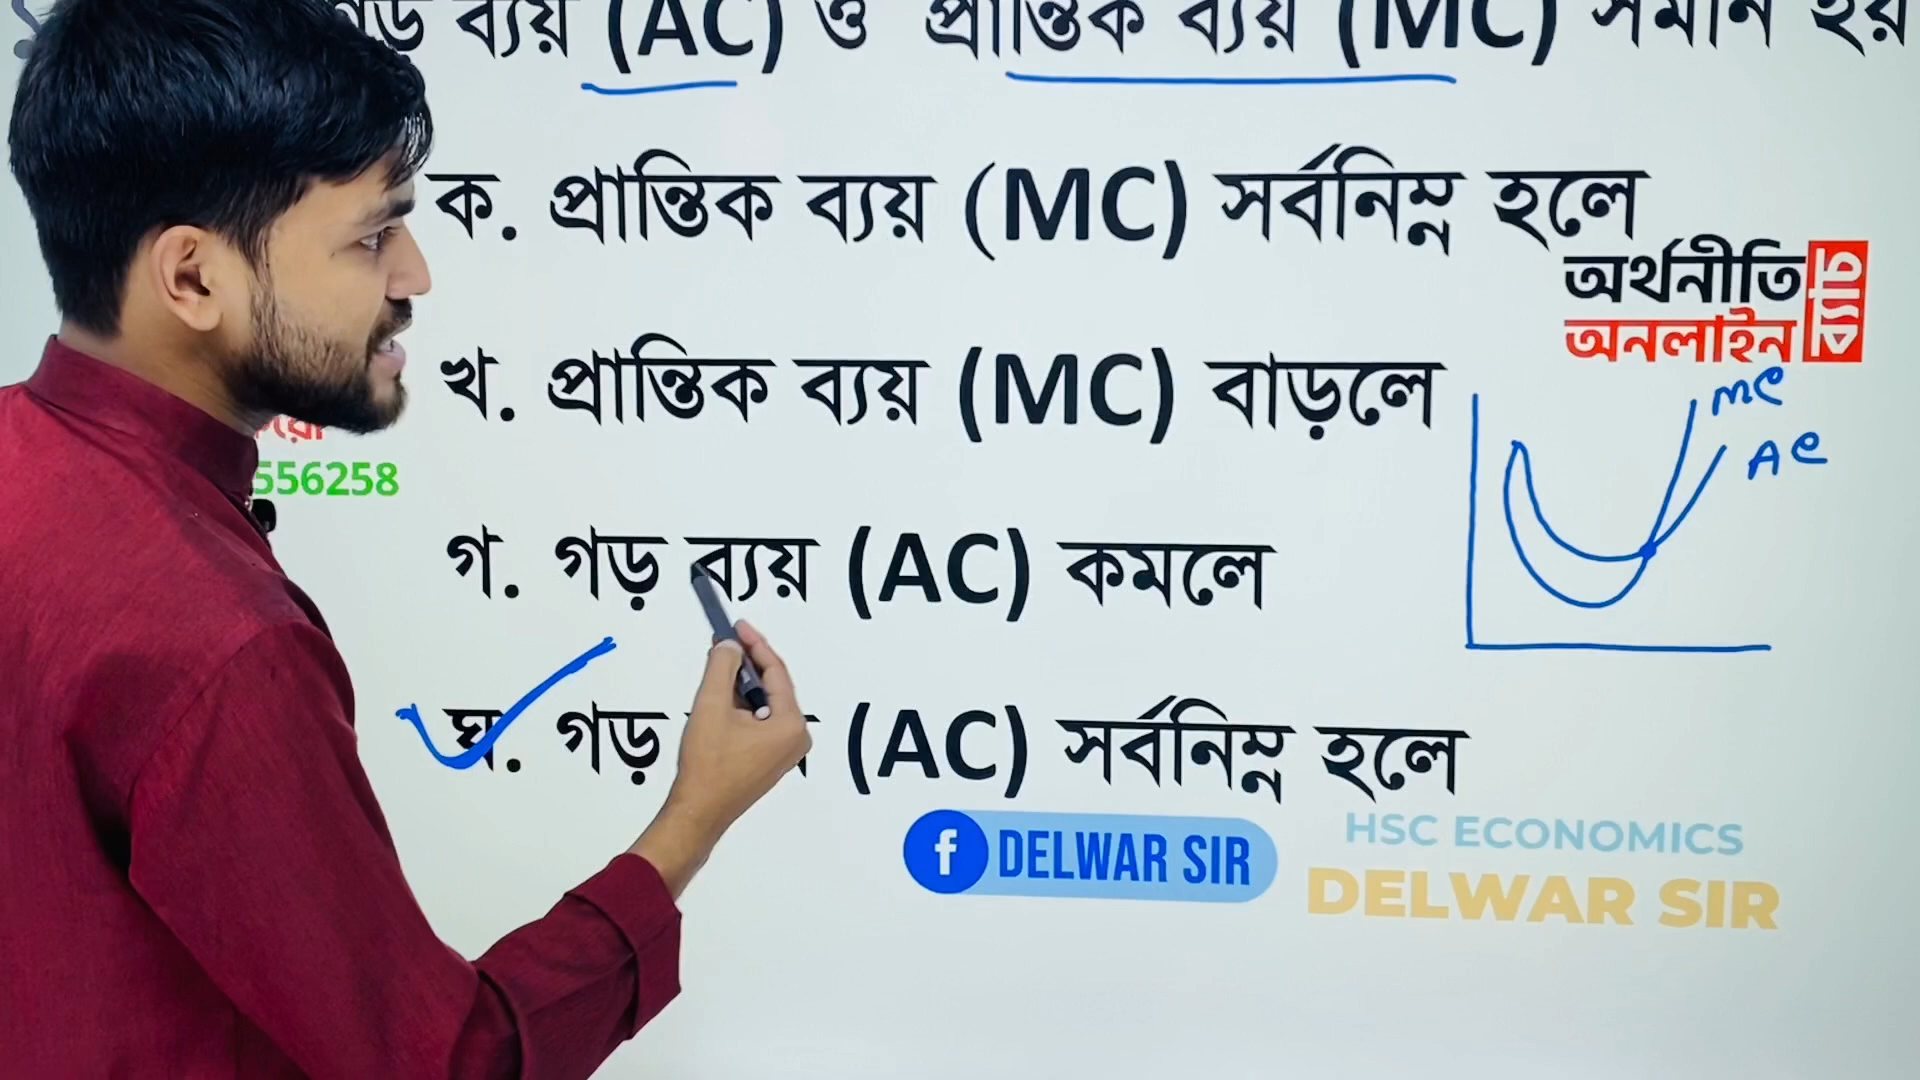 ব্যয় (AC) ও প্রান্তিক ব্যয় (MC) সমান হয়
ক. প্রান্তিক ব্যয় (MC) সর্বনিম্ন হলে
অর্থনীতি
অনলাইন
ব্যাচ
খ. প্রান্তিক ব্যয় (MC) বাড়লে
MC
AC
556258
গ. গড় ব্যয় (AC) কমলে
ঘ. গড় (AC) সর্বনিম্ন হলে
f DELWAR SIR
HSC ECONOMICS
DELWAR SIR